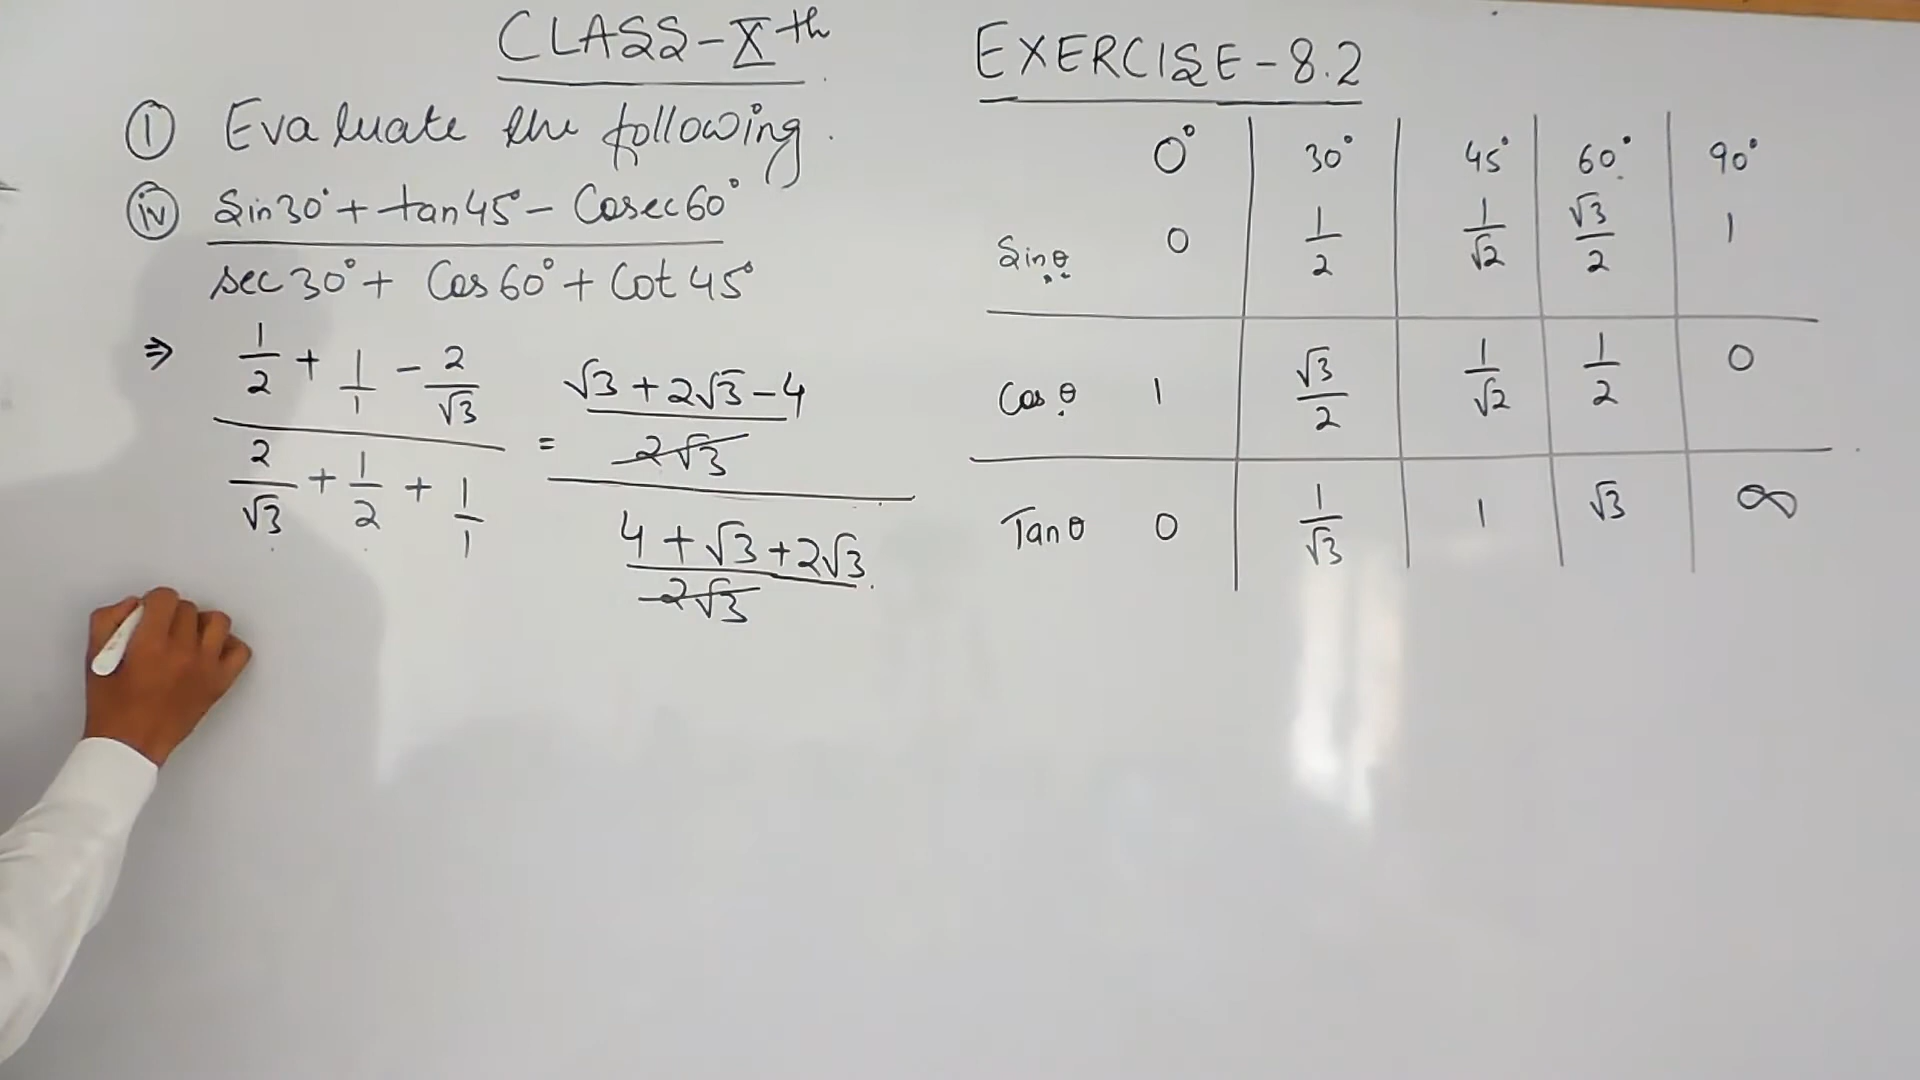 CLASS-Xth
① Evaluate the following.
(iv) Sin30°+tan45°-Cosec60°
sec30°+Cos60°+Cot45°
⇒ 1/2 + 1/1 - 2/√3
2/√3 + 1/2 + 1/1
= √3+2√3-4
2√3
4+√3+2√3
2√3
EXERCISE-8.2
0° 30° 45° 60° 90°
Sinθ 0 1/2 1/√2 √3/2 1
Cosθ 1 √3/2 1/√2 1/2 0
Tanθ 0 1/√3 1 √3 ∞